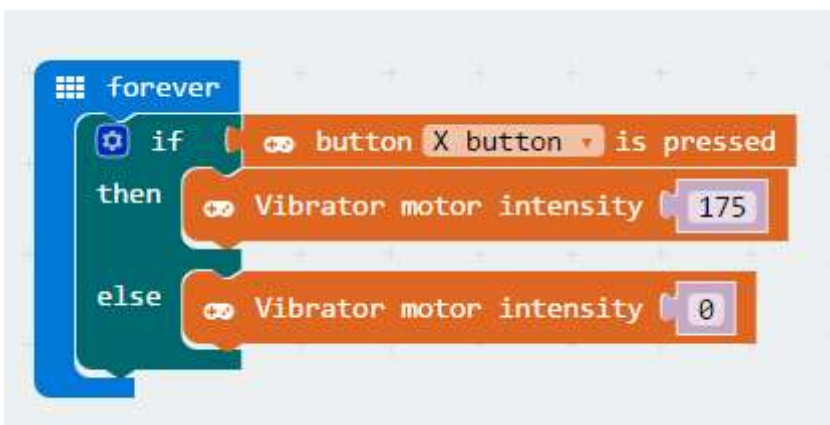 forever
if button X button is pressed
then Vibrator motor intensity 175
else Vibrator motor intensity 0